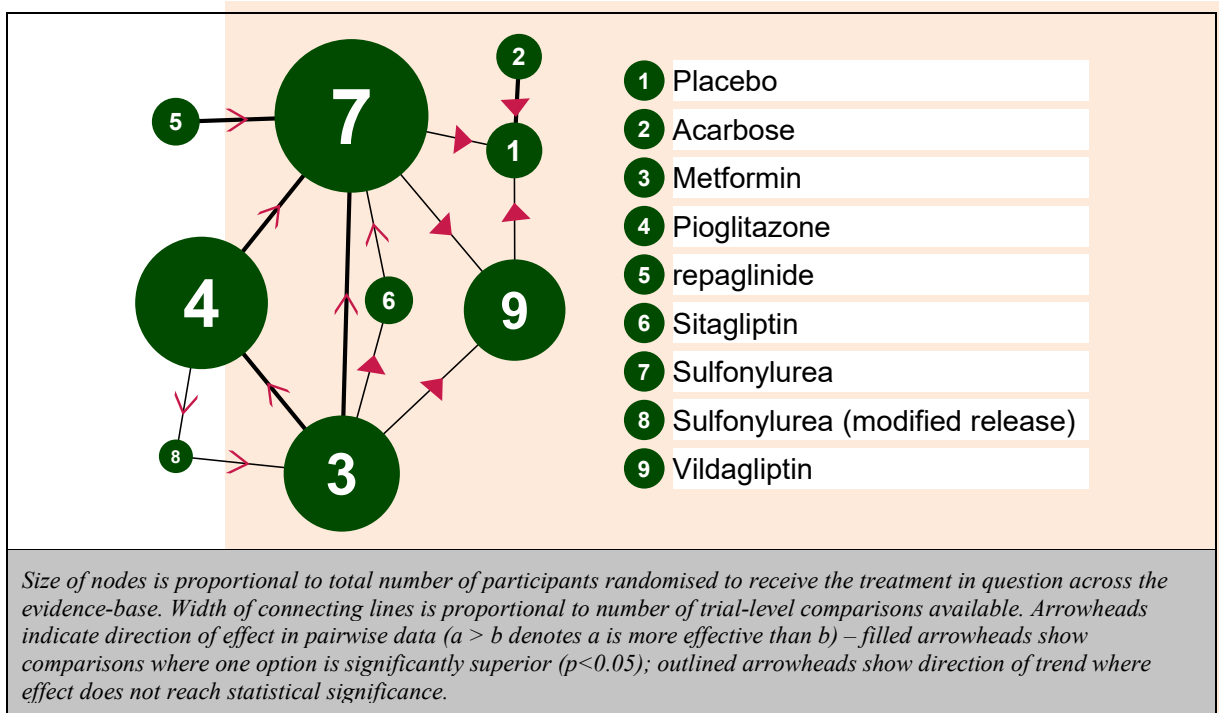 7
2
5
1
4
6
9
3
8
1 Placebo
2 Acarbose
3 Metformin
4 Pioglitazone
5 repaglinide
6 Sitagliptin
7 Sulfonylurea
8 Sulfonylurea (modified release)
9 Vildagliptin
Size of nodes is proportional to total number of participants randomised to receive the treatment in question across the
evidence-base. Width of connecting lines is proportional to number of trial-level comparisons available. Arrowheads
indicate direction of effect in pairwise data (a > b denotes a is more effective than b) – filled arrowheads show
comparisons where one option is significantly superior (p<0.05); outlined arrowheads show direction of trend where
effect does not reach statistical significance.